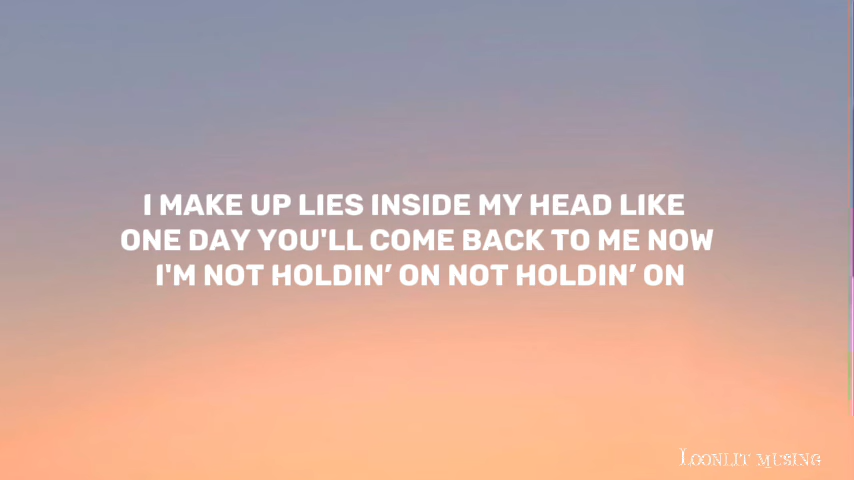 I MAKE UP LIES INSIDE MY HEAD LIKE
ONE DAY YOU'LL COME BACK TO ME NOW
I'M NOT HOLDIN’ ON NOT HOLDIN’ ON
LOONLIT MUSING